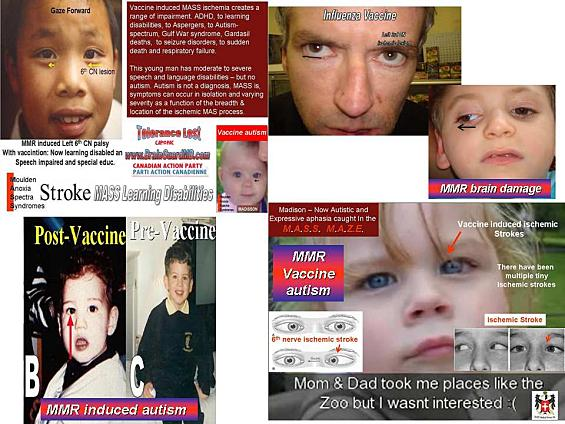 Gaze Forward
6th CN lesion
MMR induced Left 6th CN palsy
With vaccintion: Now learning disabled an
Speech impaired and special educ.
Vaccine induced MASS ischemia creates a
range of impairment. ADHD, to learning
disabilities, to Aspergers, to Autism-
spectrum, Gulf War syndrome, Gardasil
deaths, to seizure disorders, to sudden
death and respiratory failure.
This young man has moderate to severe
speech and language disabilities – but no
autism. Autism is not a diagnosis, MASS is,
symptoms can occur in isolation and varying
severity as a function of the breadth &
location of the ischemic MAS process.
Tolerance Lost
www.BrainGuardMD.com
CANADIAN ACTION PARTY
PARTI ACTION CANADIENNE
Vaccine autism
MADISON
Moulden
Anoxia
Spectra
Syndromes
Stroke
MASS Learning Disabilities
Influenza Vaccine
MMR brain damage
Post-Vaccine
Pre-Vaccine
B
C.
MMR induced autism
Madison – Now Autistic and
Expressive aphasia caught in the
M.A.S.S. M.A.Z.E.
Vaccine induced Ischemic
Strokes
MMR
Vaccine
autism
There have been
multiple tiny
ischemic strokes
Ischemic Stroke
6th nerve ischemic stroke
Mom & Dad took me places like the
Zoo but I wasnt interested :(